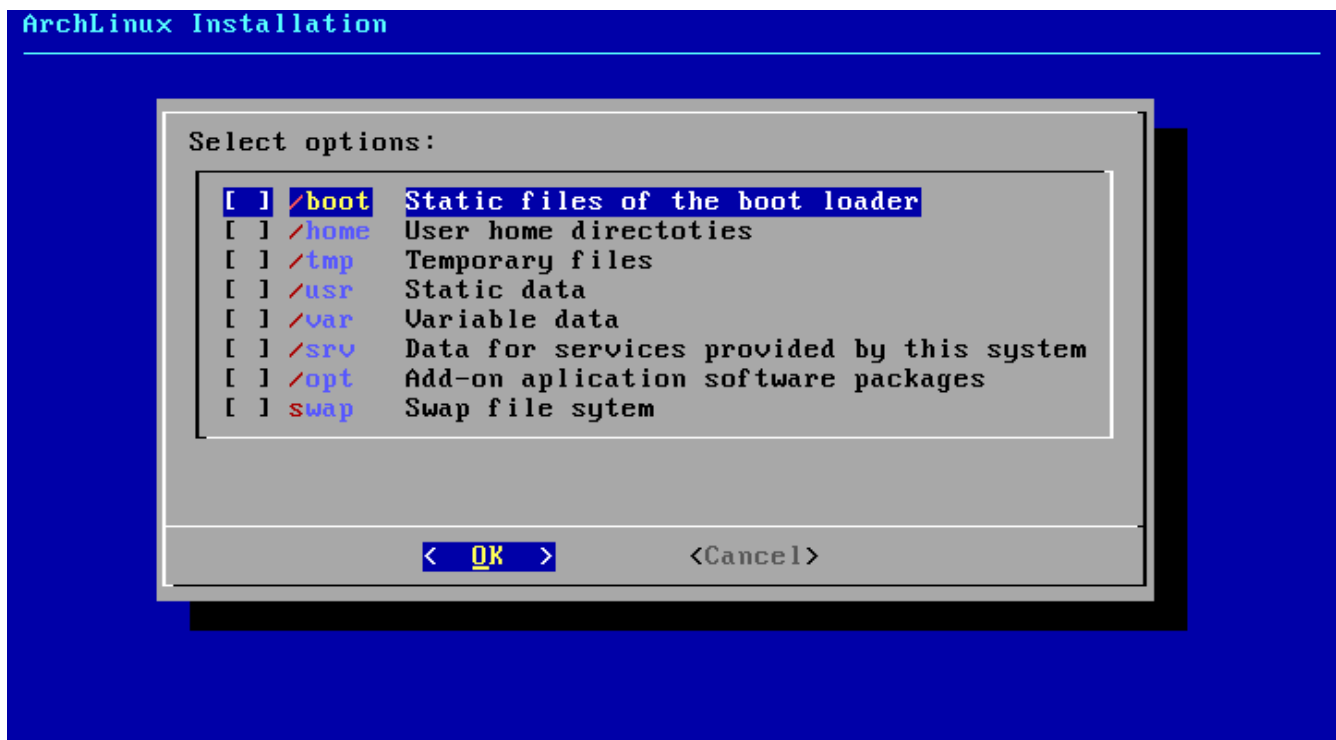 ArchLinux Installation
Select options:
[ ] /boot Static files of the boot loader
[ ] /home User home directoties
[ ] /tmp Temporary files
[ ] /usr Static data
[ ] /var Variable data
[ ] /srv Data for services provided by this system
[ ] /opt Add-on aplication software packages
[ ] swap Swap file sytem
< OK > <Cancel>